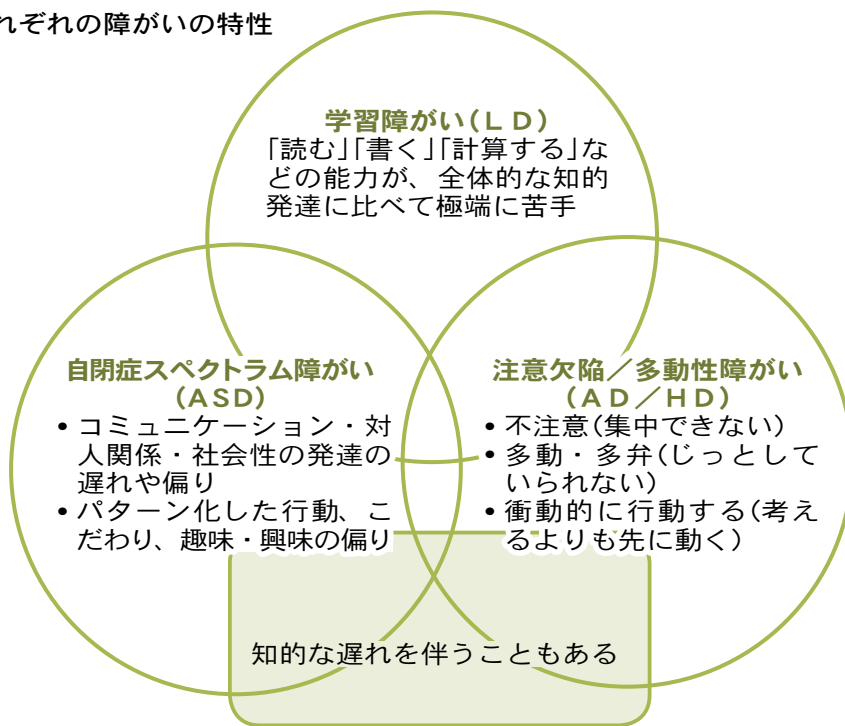 れぞれの障がいの特性
学習障がい(LD)
「読む」「書く」「計算する」な
どの能力が、全体的な知的
発達に比べて極端に苦手
自閉症スペクトラム障がい
(ASD)
• コミュニケーション・対
人関係・社会性の発達の
遅れや偏り
• パターン化した行動、こ
だわり、趣味・興味の偏り
注意欠陥／多動性障がい
(AD／HD)
• 不注意(集中できない)
• 多動・多弁(じっとして
いられない)
• 衝動的に行動する(考え
るよりも先に動く)
知的な遅れを伴うこともある